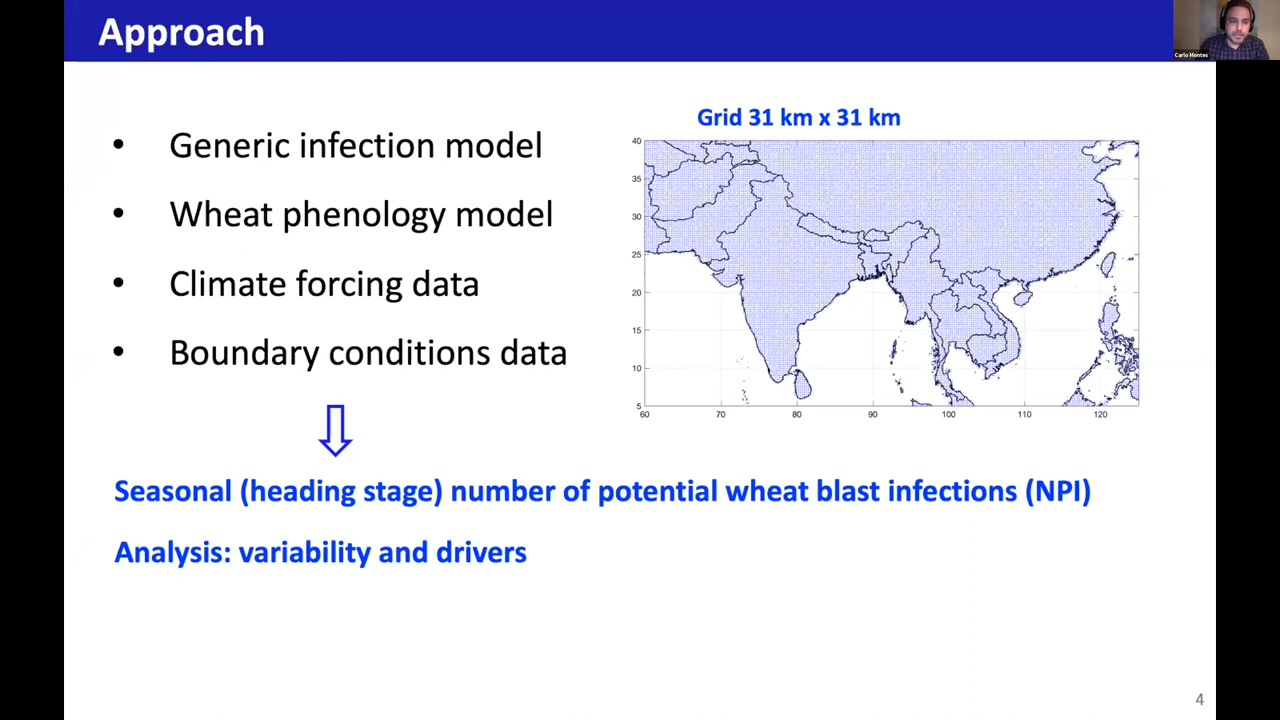 Approach
Carlo Montes
• Generic infection model
• Wheat phenology model
• Climate forcing data
• Boundary conditions data
Grid 31 km x 31 km
40
35
30
25
20
15
10
5
60 70 80 90 100 110 120
Seasonal (heading stage) number of potential wheat blast infections (NPI)
Analysis: variability and drivers
4